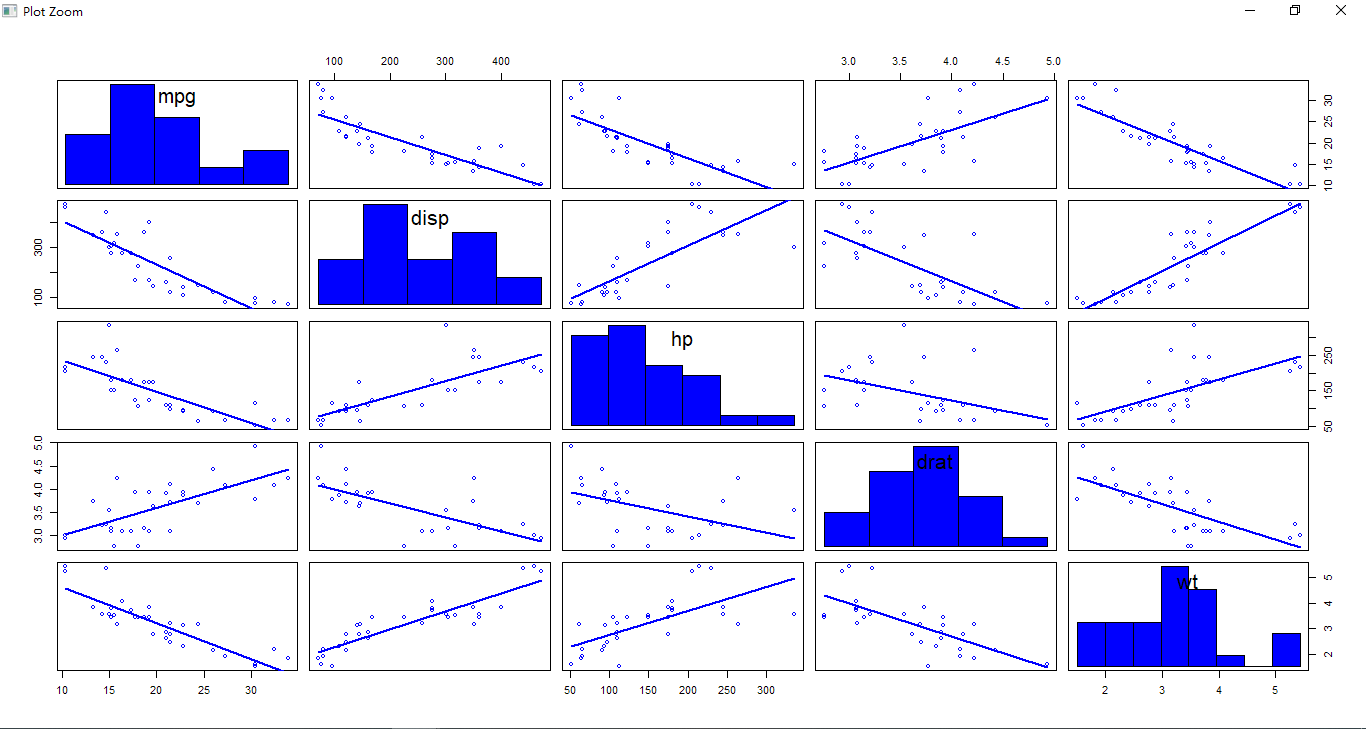 Plot Zoom
100 200 300 400
3.0 3.5 4.0 4.5 5.0
mpg
10 15 20 25 30
disp
100 300
hp
50 150 250
drat
3.0 3.5 4.0 4.5 5.0
wt
2 3 4 5
10 15 20 25 30
50 100 150 200 250 300
2 3 4 5